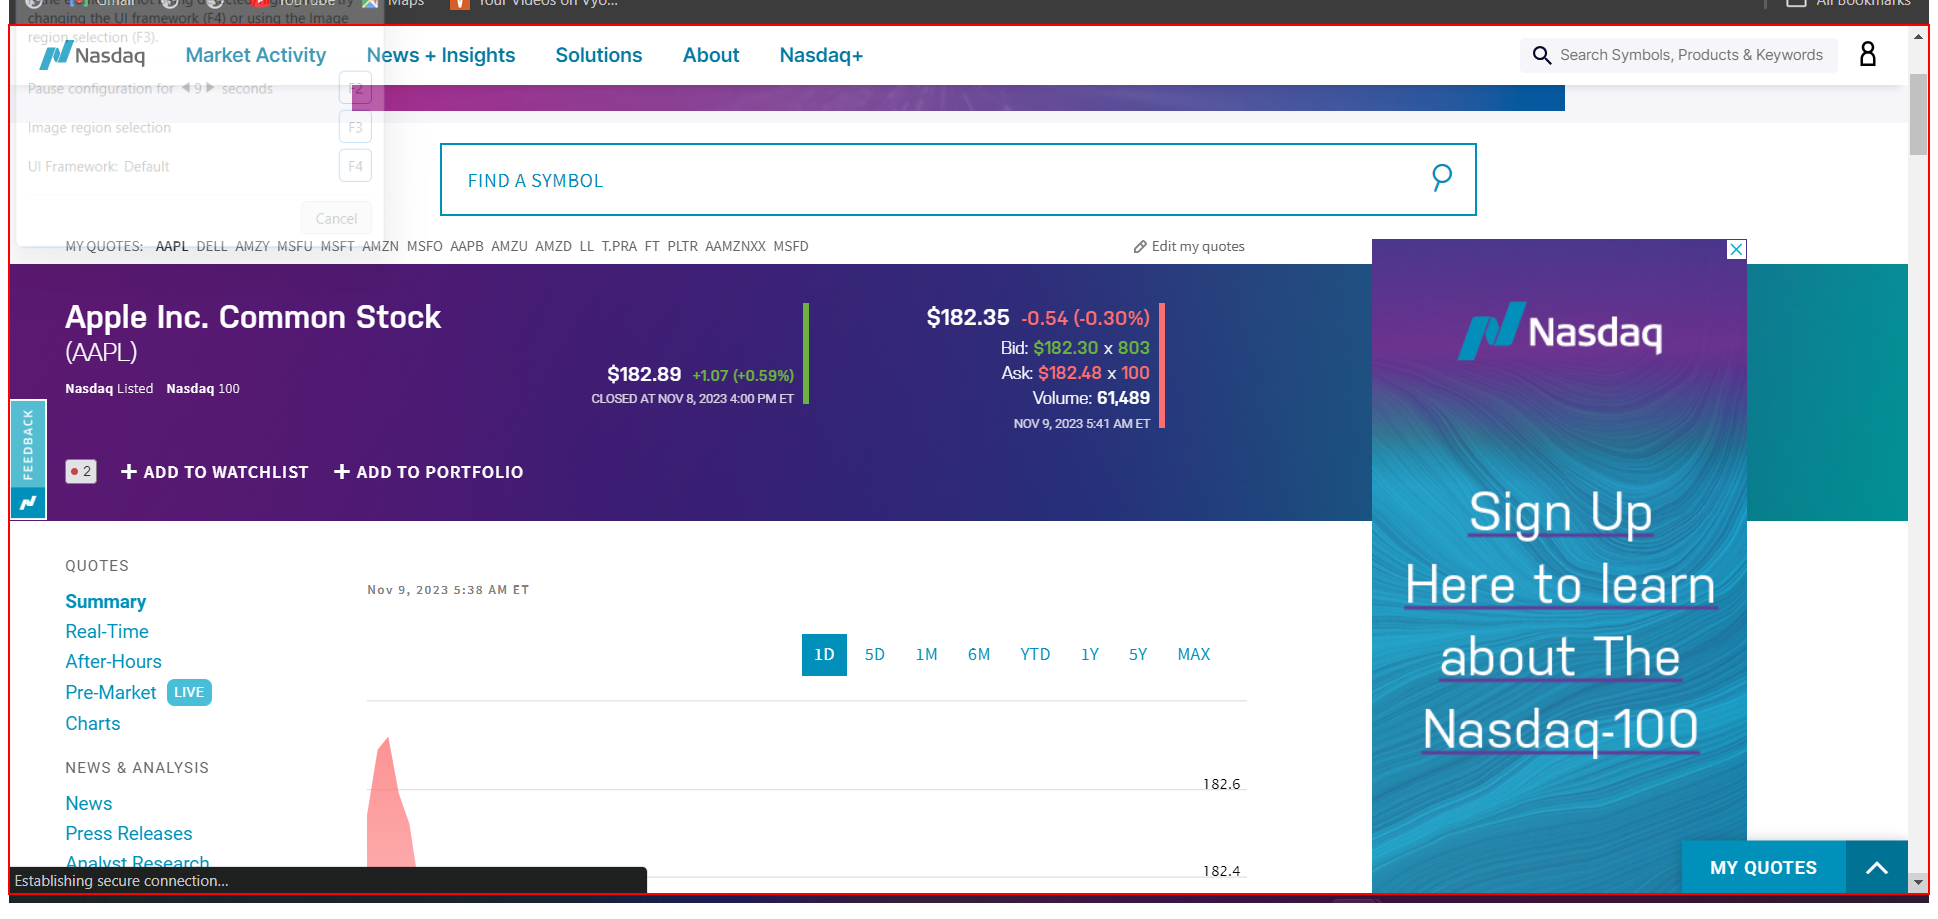 Gmail YouTube Maps Your Videos on Vyo... All Bookmarks
changing the UI framework (F4) or using the Image
region selection (F3).
Nasdaq Market Activity News + Insights Solutions About Nasdaq+ Search Symbols, Products & Keywords
Pause configuration for 9 seconds F2
Image region selection F3
UI Framework: Default F4
FIND A SYMBOL
Cancel
MY QUOTES: AAPL DELL AMZY MSFU MSFT AMZN MSFO AAPB AMZU AMZD LL T.PRA FT PLTR AAMZNXX MSFD Edit my quotes
Apple Inc. Common Stock
(AAPL)
Nasdaq Listed Nasdaq 100
$182.89 +1.07 (+0.59%)
CLOSED AT NOV 8, 2023 4:00 PM ET
$182.35 -0.54 (-0.30%)
Bid: $182.30 x 803
Ask: $182.48 x 100
Volume: 61,489
NOV 9, 2023 5:41 AM ET
FEEDBACK
2 + ADD TO WATCHLIST + ADD TO PORTFOLIO
Nasdaq
Sign Up
Here to learn
about The
Nasdaq-100
QUOTES
Summary
Real-Time
After-Hours
Pre-Market LIVE
Charts
NEWS & ANALYSIS
News
Press Releases
Analyst Research
Nov 9, 2023 5:38 AM ET
1D 5D 1M 6M YTD 1Y 5Y MAX
182.6
182.4
MY QUOTES
Establishing secure connection...